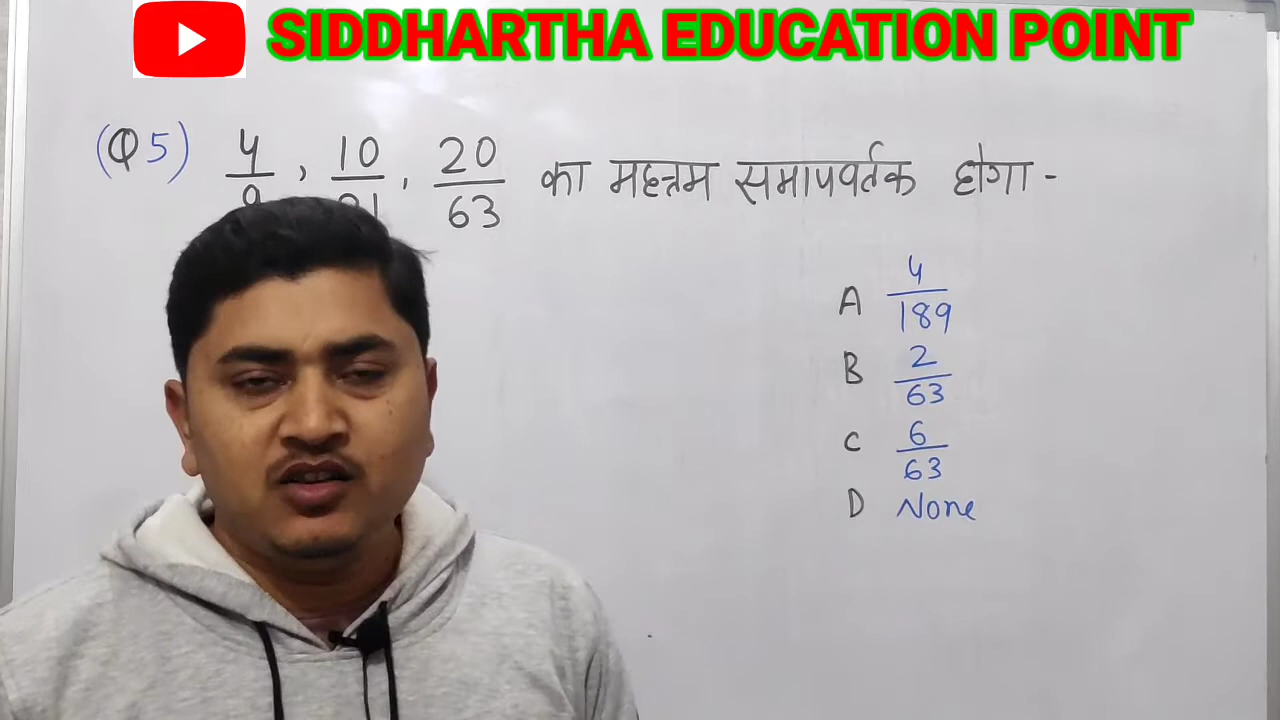 SIDDHARTHA EDUCATION POINT
(Q5) 4/9, 10/21, 20/63 का महत्तम समापवर्तक होगा -
A 4/189
B 2/63
C 6/63
D None